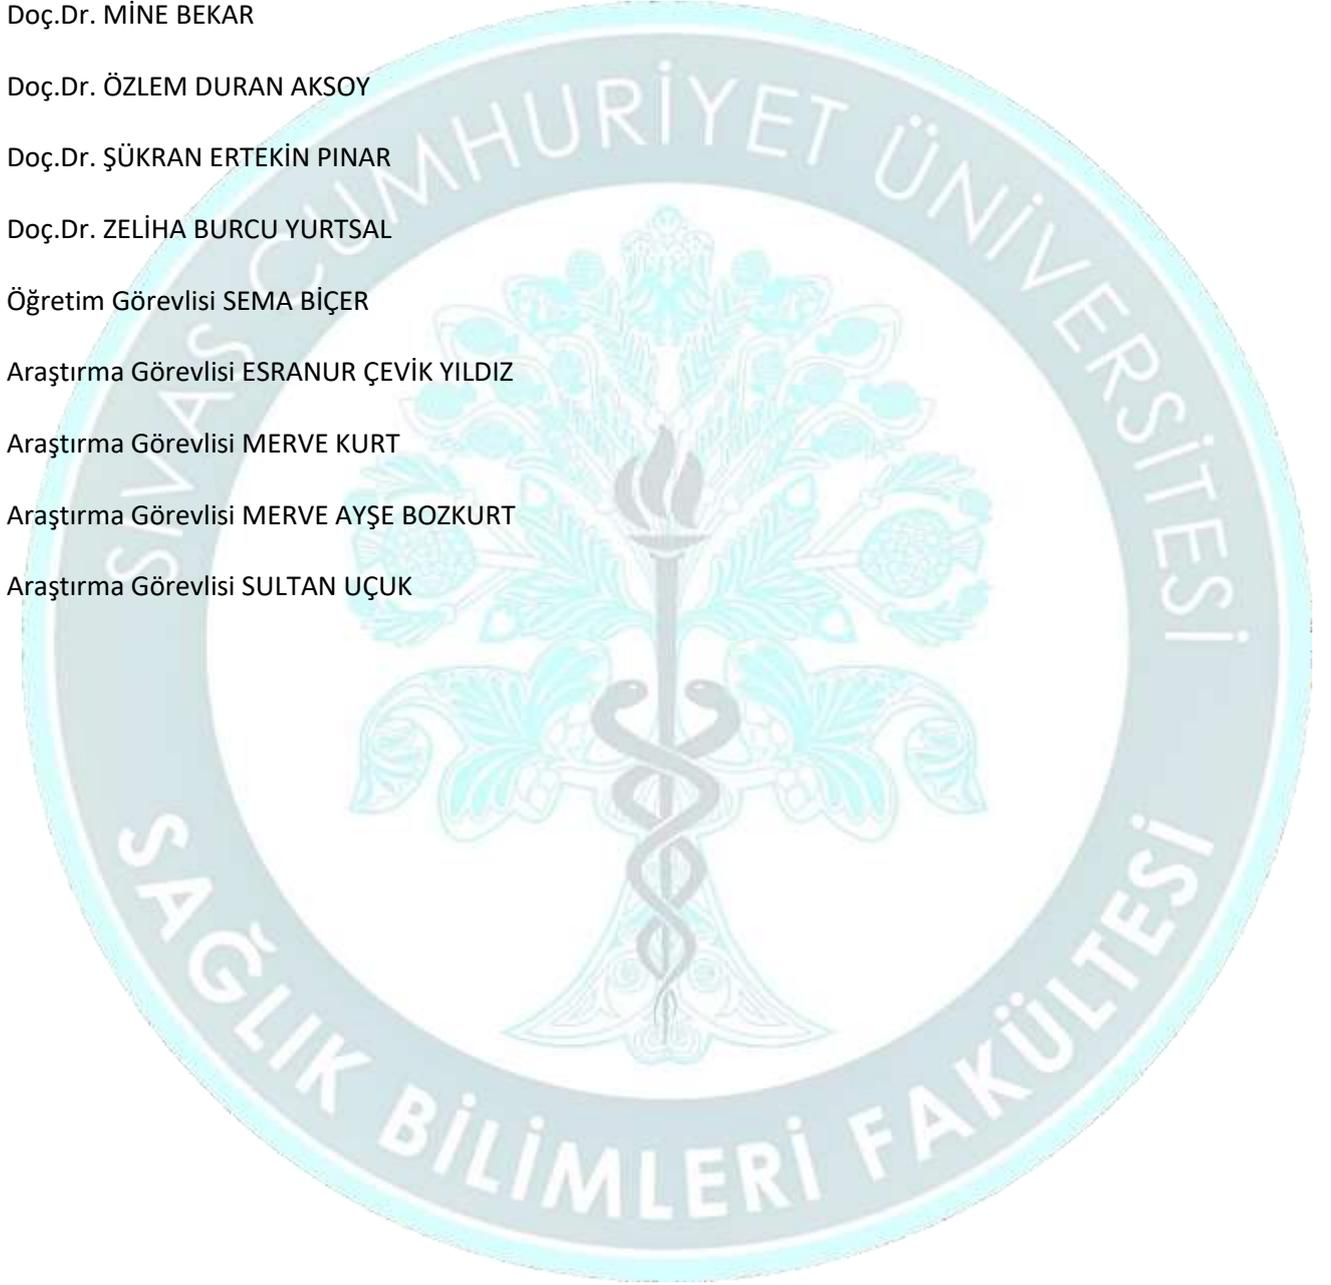 Doç.Dr. MİNE BEKAR
Doç.Dr. ÖZLEM DURAN AKSOY
Doç.Dr. ŞÜKRAN ERTEKİN PINAR
Doç.Dr. ZELİHA BURCU YURTSAL
Öğretim Görevlisi SEMA BİÇER
Araştırma Görevlisi ESRANUR ÇEVİK YILDIZ
Araştırma Görevlisi MERVE KURT
Araştırma Görevlisi MERVE AYŞE BOZKURT
Araştırma Görevlisi SULTAN UÇUK
SİVAS CUMHURİYET ÜNİVERSİTESİ
SAĞLIK BİLİMLERİ FAKÜLTESİ